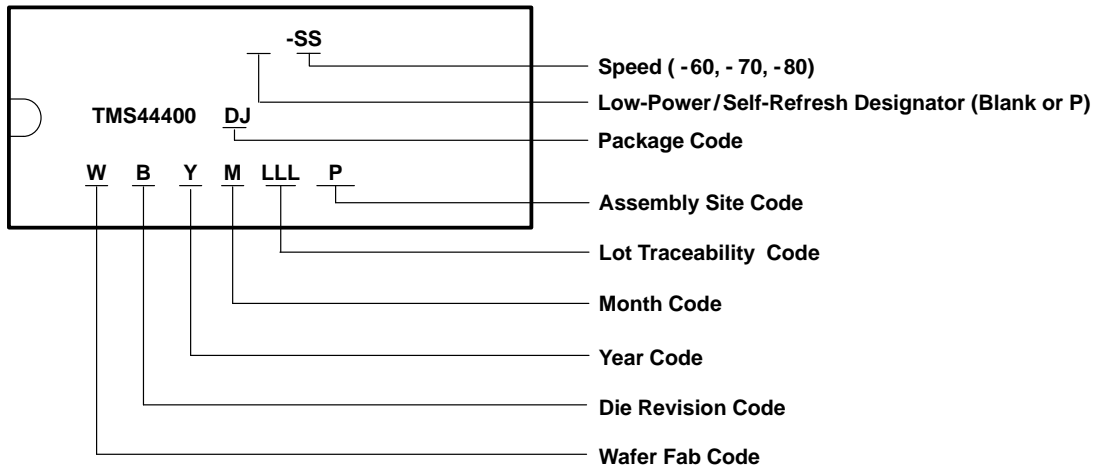 -SS
Speed ( -60, - 70, -80)
Low-Power/Self-Refresh Designator (Blank or P)
TMS44400 DJ
Package Code
W B Y M LLL P
Assembly Site Code
Lot Traceability Code
Month Code
Year Code
Die Revision Code
Wafer Fab Code